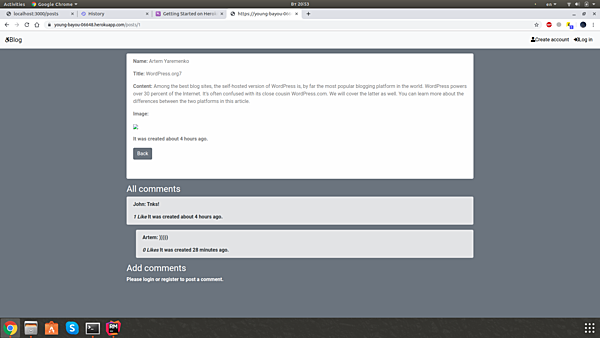 Activities Google Chrome Вт 20:53 en
localhost:3000/posts
History
Getting Started on Herok
https://young-bayou-0664
young-bayou-06648.herokuapp.com/posts/1
Blog
Create account Log in
Name: Artem Yaremenko
Title: WordPress.org?
Content: Among the best blog sites, the self-hosted version of WordPress is, by far the most popular blogging platform in the world. WordPress powers
over 30 percent of the Internet. It's often confused with its close cousin WordPress.com. We will cover the latter as well. You can learn more about the
differences between the two platforms in this article.
Image:
It was created about 4 hours ago.
Back
All comments
John: Tnks!
1 Like It was created about 4 hours ago.
Artem: )))))
0 Likes It was created 28 minutes ago.
Add comments
Please login or register to post a comment.